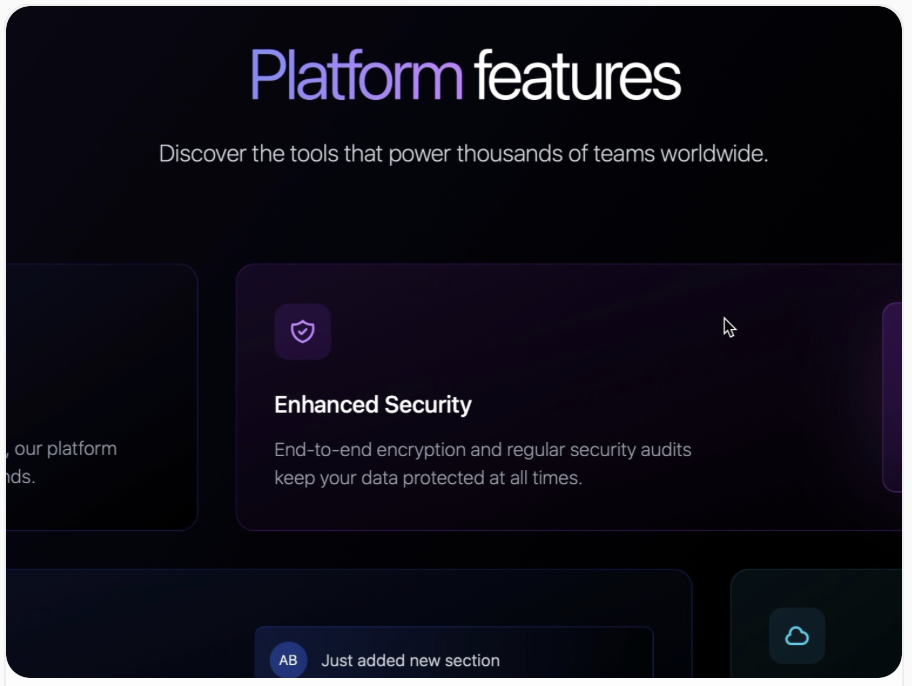 Platform features
Discover the tools that power thousands of teams worldwide.
Enhanced Security
, our platform
End-to-end encryption and regular security audits
nds.
keep your data protected at all times.
AB
Just added new section